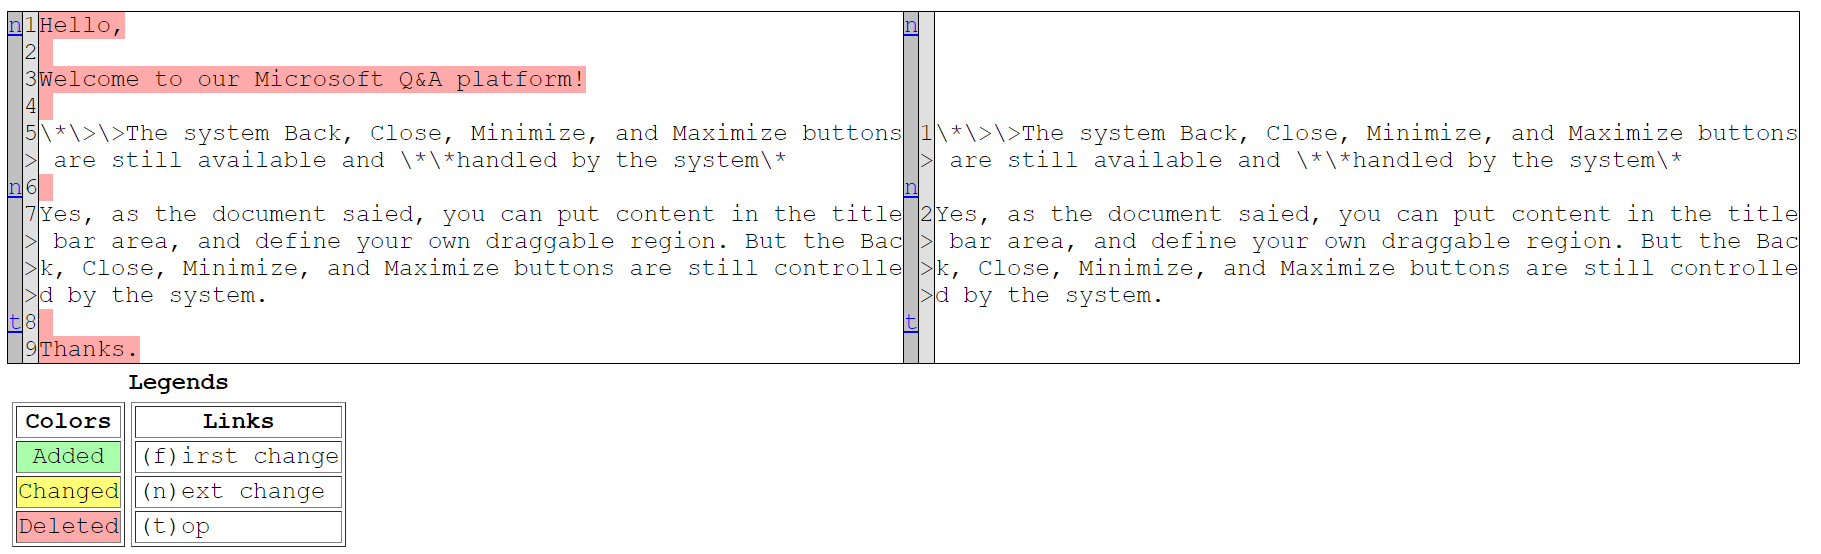 n 1 Hello, n
2
3 Welcome to our Microsoft Q&A platform!
4
5 \*\>\>The system Back, Close, Minimize, and Maximize buttons 1 \*\>\>The system Back, Close, Minimize, and Maximize buttons
> are still available and \*\*handled by the system\* > are still available and \*\*handled by the system\*
n 6 n
7 Yes, as the document saied, you can put content in the title 2 Yes, as the document saied, you can put content in the title
> bar area, and define your own draggable region. But the Bac > bar area, and define your own draggable region. But the Bac
>k, Close, Minimize, and Maximize buttons are still controlle >k, Close, Minimize, and Maximize buttons are still controlle
>d by the system. >d by the system.
t 8 t
9 Thanks.
Legends
Colors Links
Added (f)irst change
Changed (n)ext change
Deleted (t)op